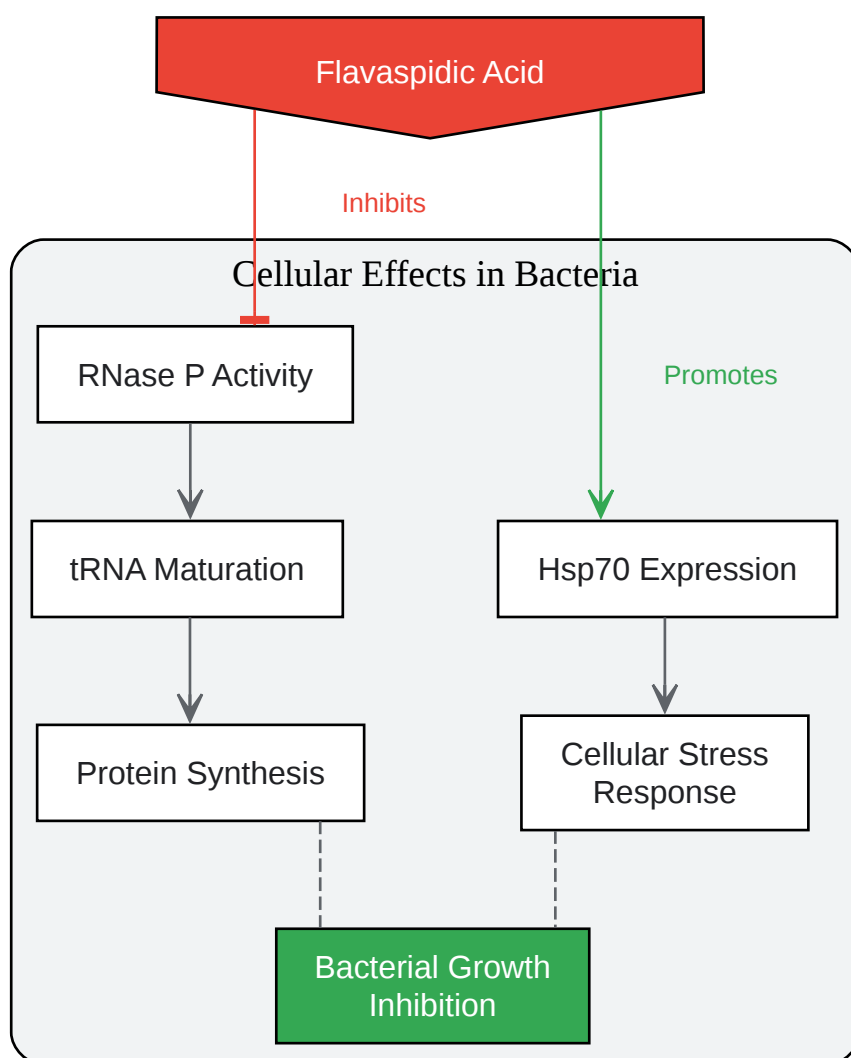 Flavaspidic Acid
Inhibits
Cellular Effects in Bacteria
RNase P Activity
Promotes
tRNA Maturation
Hsp70 Expression
Protein Synthesis
Cellular Stress
Response
Bacterial Growth
Inhibition